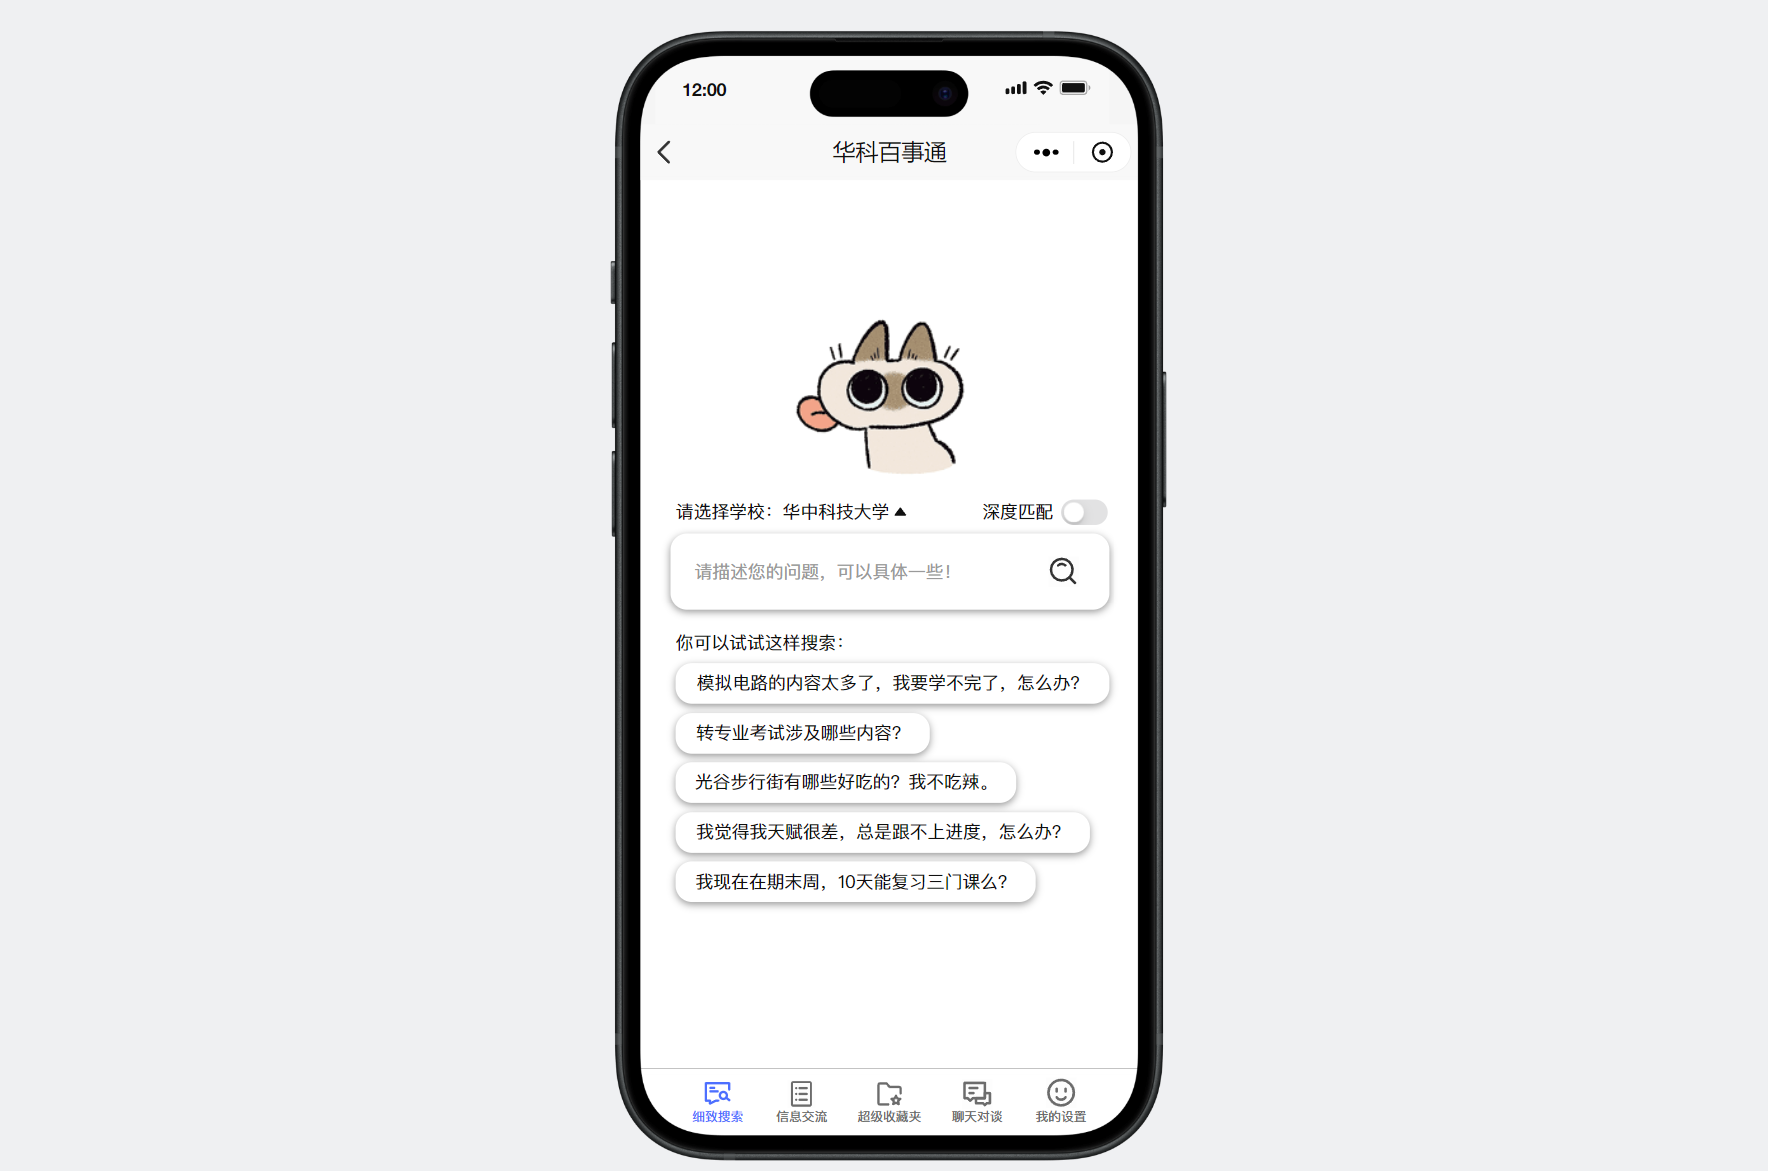 12:00
华科百事通
请选择学校：华中科技大学
深度匹配
请描述您的问题，可以具体一些！
你可以试试这样搜索：
模拟电路的内容太多了，我要学不完了，怎么办？
转专业考试涉及哪些内容？
光谷步行街有哪些好吃的？我不吃辣。
我觉得我天赋很差，总是跟不上进度，怎么办？
我现在在期末周，10天能复习三门课么？
细致搜索
信息交流
超级收藏夹
聊天对谈
我的设置